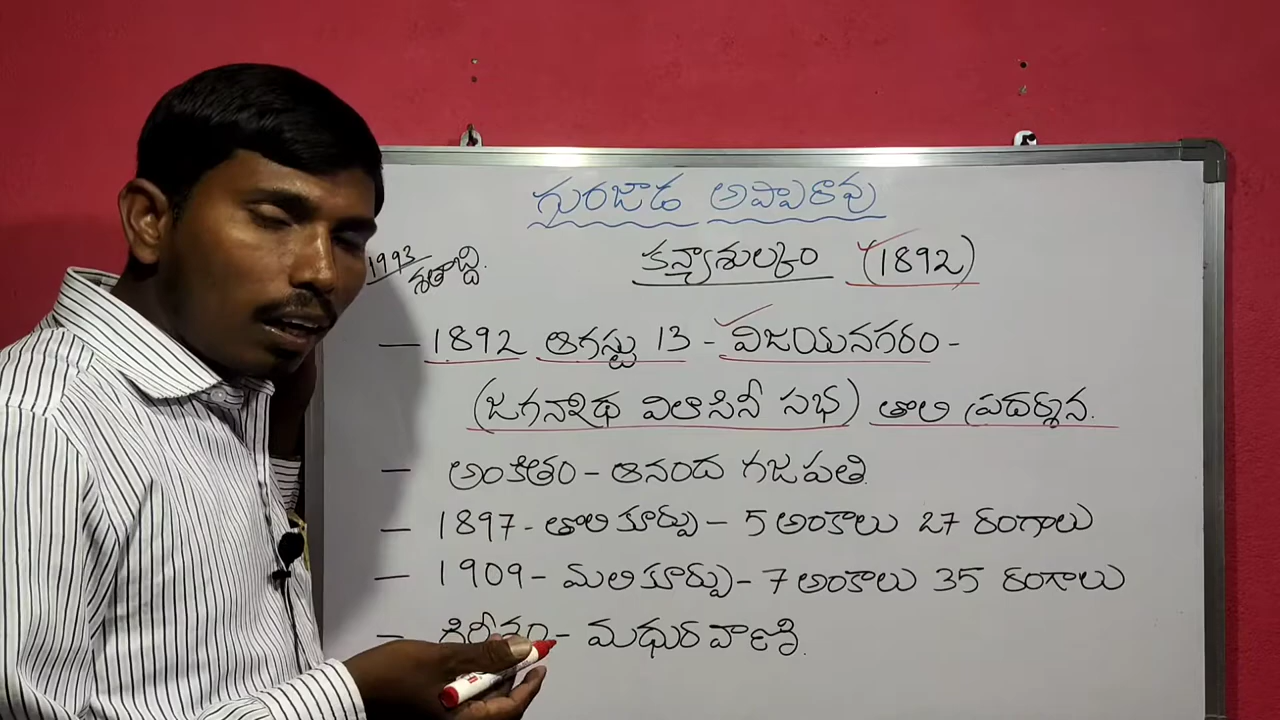 గురజాడ అప్పారావు
1993 శతాబ్ది.
కన్యాశుల్కం (1892)
— 1892 ఆగస్టు 13 - విజయనగరం -
(జగన్నాథ విలాసినీ సభ) తొలి ప్రదర్శన.
— అంకితం - ఆనంద గజపతి
— 1897 - తొలి కూర్పు - 5 అంకాలు 27 రంగాలు
— 1909 - మలి కూర్పు - 7 అంకాలు 35 రంగాలు
— గిరీశం - మధురవాణి.